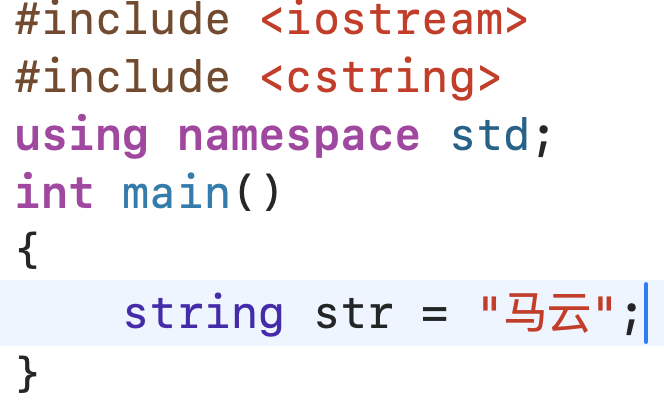 #include <iostream>
#include <cstring>
using namespace std;
int main()
{
    string str = "马云";
}